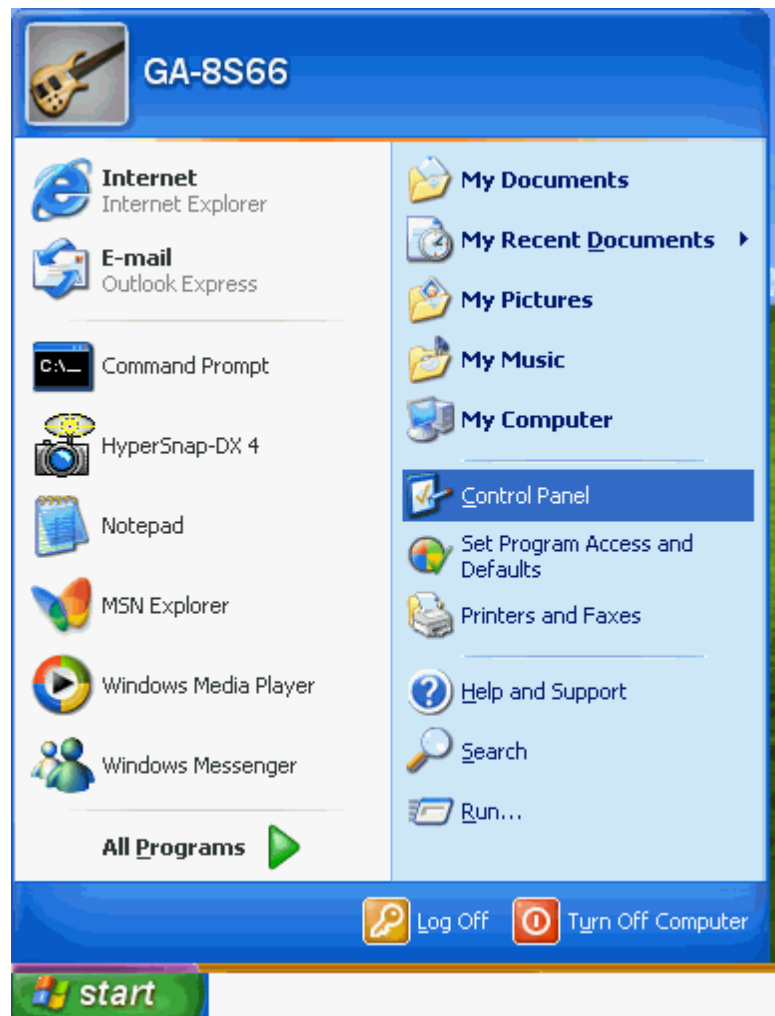 GA-8S66
Internet
Internet Explorer
E-mail
Outlook Express
C:\_
Command Prompt
HyperSnap-DX 4
Notepad
MSN Explorer
Windows Media Player
Windows Messenger
All Programs
My Documents
My Recent Documents
My Pictures
My Music
My Computer
Control Panel
Set Program Access and
Defaults
Printers and Faxes
Help and Support
Search
Run...
Log Off
Turn Off Computer
start